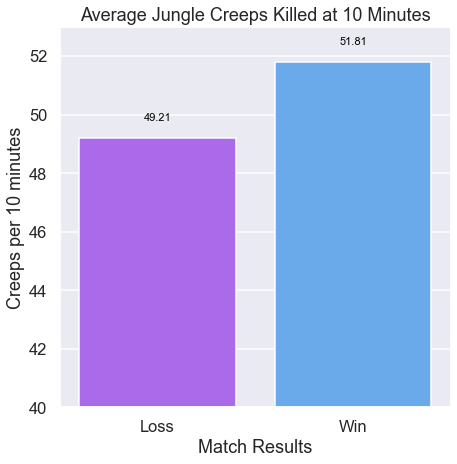 Average Jungle Creeps Killed at 10 Minutes
51.81
49.21
52
50
48
46
44
42
40
Creeps per 10 minutes
Loss
Win
Match Results